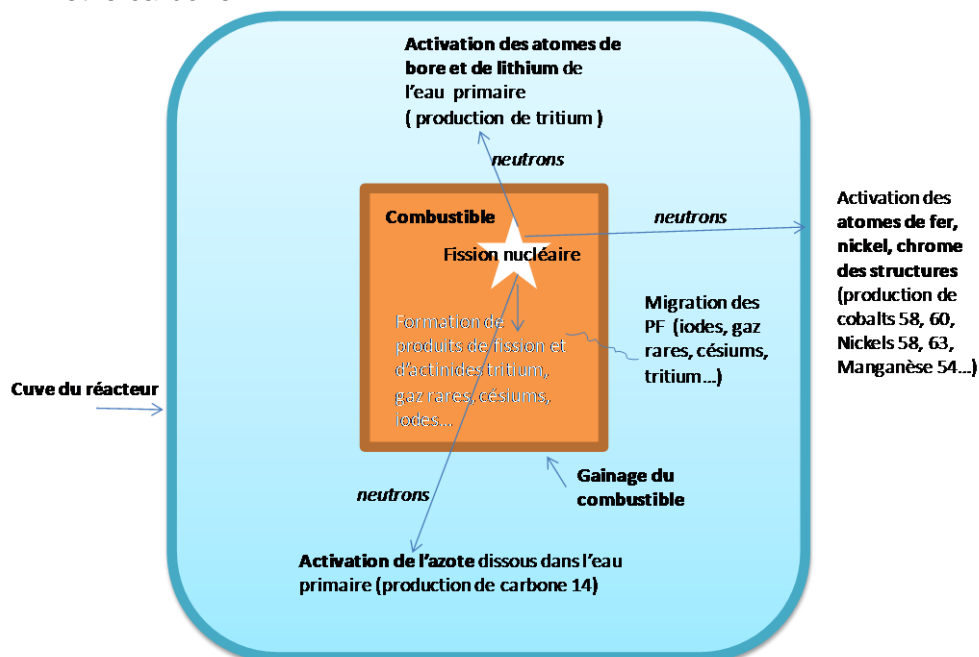 Activation des atomes de
bore et de lithium de
l'eau primaire
( production de tritium )
neutrons
Combustible
neutrons
Fission nucléaire
Activation des
atomes de fer,
nickel, chrome
des structures
(production de
cobalts 58, 60,
Nickels 58, 63,
Manganèse 54...)
Formation de
produits de fission et
d'actinides tritium,
gaz rares, césiums,
iodes...
Migration des
PF (iodes, gaz
rares, césiums,
tritium...)
Cuve du réacteur
Gainage du
combustible
neutrons
Activation de l'azote dissous dans l'eau
primaire (production de carbone 14)